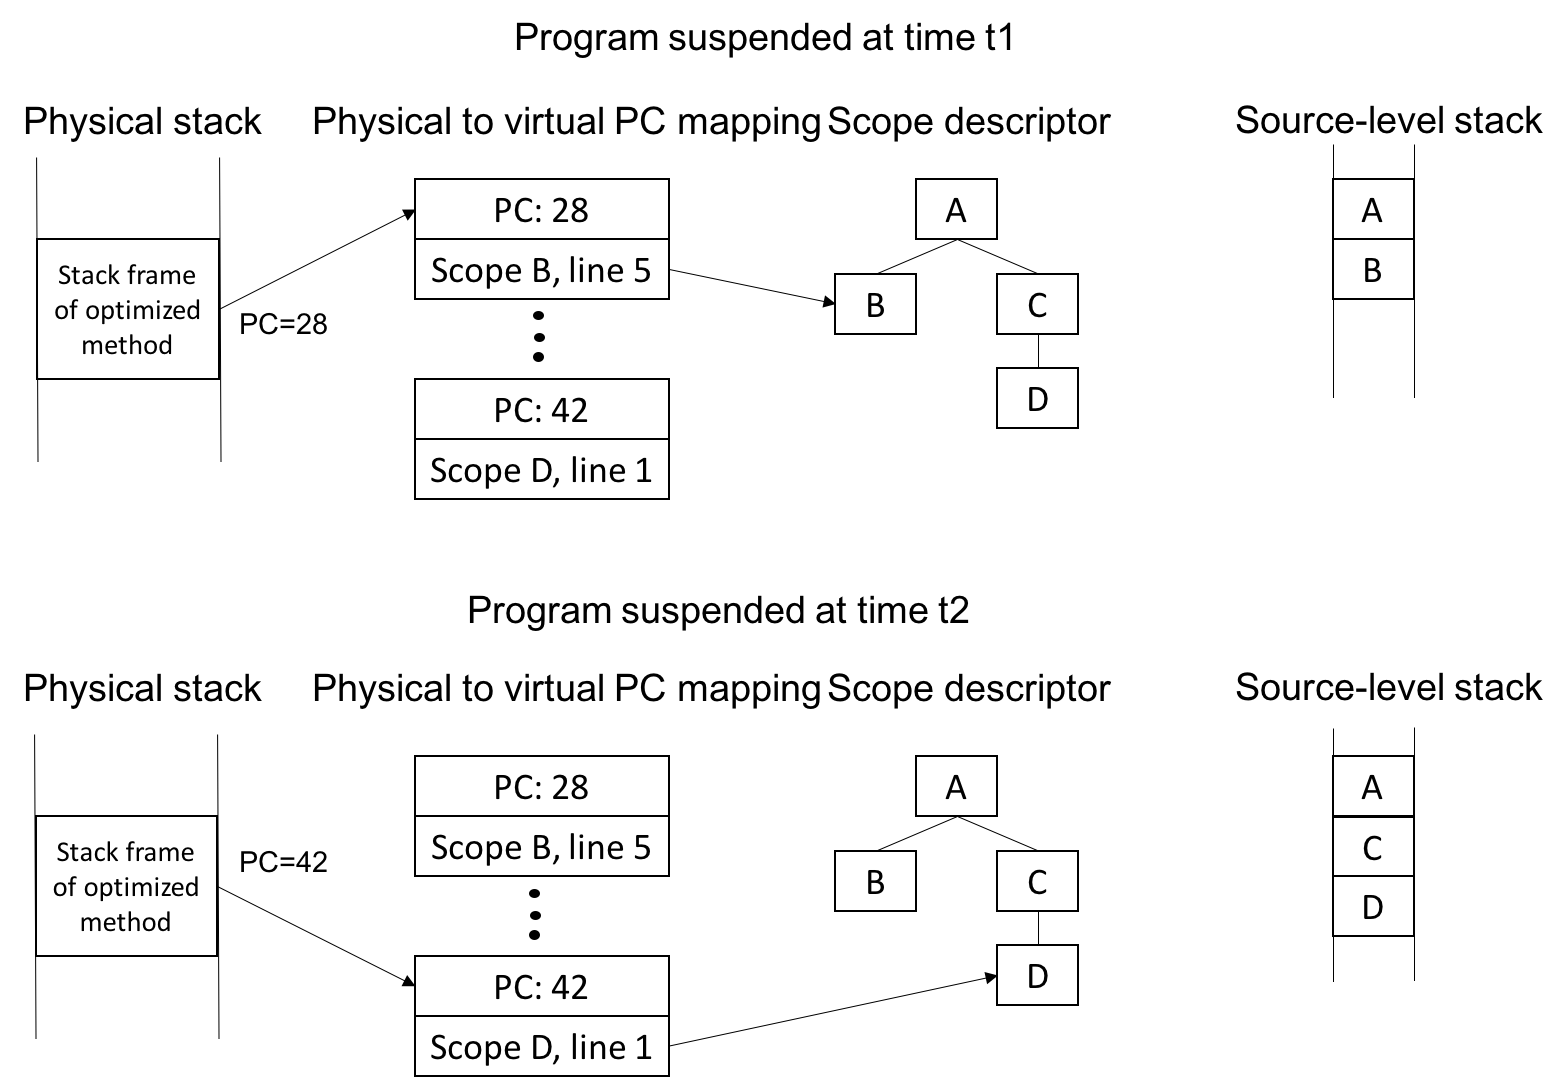 Program suspended at time t1
Physical stack
Physical to virtual PC mapping
Scope descriptor
Source-level stack
Stack frame
of optimized
method
PC=28
PC: 28
Scope B, line 5
PC: 42
Scope D, line 1
A
B
C
D
A
B
Program suspended at time t2
Physical stack
Physical to virtual PC mapping
Scope descriptor
Source-level stack
Stack frame
of optimized
method
PC=42
PC: 28
Scope B, line 5
PC: 42
Scope D, line 1
A
B
C
D
A
C
D